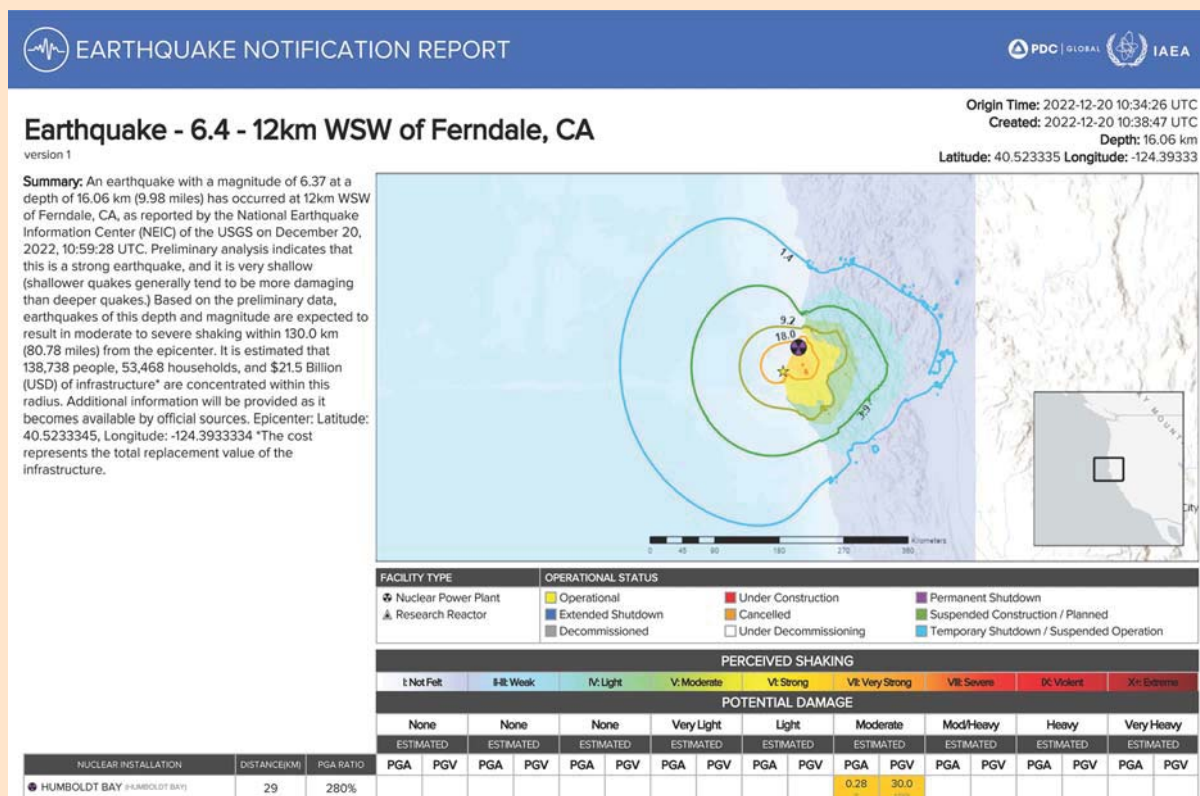 EARTHQUAKE NOTIFICATION REPORT
PDC | GLOBAL
IAEA
Origin Time: 2022-12-20 10:34:26 UTC
Created: 2022-12-20 10:38:47 UTC
Depth: 16.06 km
Latitude: 40.523335 Longitude: -124.39333
Earthquake - 6.4 - 12km WSW of Ferndale, CA
version 1
Summary: An earthquake with a magnitude of 6.37 at a
depth of 16.06 km (9.98 miles) has occurred at 12km WSW
of Ferndale, CA, as reported by the National Earthquake
Information Center (NEIC) of the USGS on December 20,
2022, 10:59:28 UTC. Preliminary analysis indicates that
this is a strong earthquake, and it is very shallow
(shallower quakes generally tend to be more damaging
than deeper quakes.) Based on the preliminary data,
earthquakes of this depth and magnitude are expected to
result in moderate to severe shaking within 130.0 km
(80.78 miles) from the epicenter. It is estimated that
138,738 people, 53,468 households, and $21.5 Billion
(USD) of infrastructure* are concentrated within this
radius. Additional information will be provided as it
becomes available by official sources. Epicenter: Latitude:
40.5233345, Longitude: -124.3933334 *The cost
represents the total replacement value of the
infrastructure.
1.4
9.2
18.0
3.9
City
Kilometers
0 45 90 180 270 360
FACILITY TYPE
Nuclear Power Plant
Research Reactor
OPERATIONAL STATUS
Operational Under Construction Permanent Shutdown
Extended Shutdown Cancelled Suspended Construction / Planned
Decommissioned Under Decommissioning Temporary Shutdown / Suspended Operation
PERCEIVED SHAKING
I: Not Felt II-III: Weak IV: Light V: Moderate VI: Strong VII: Very Strong VIII: Severe IX: Violent X+: Extreme
POTENTIAL DAMAGE
None None None Very Light Light Moderate Mod/Heavy Heavy Very Heavy
ESTIMATED ESTIMATED ESTIMATED ESTIMATED ESTIMATED ESTIMATED ESTIMATED ESTIMATED ESTIMATED
NUCLEAR INSTALLATION DISTANCE(KM) PGA RATIO PGA PGV PGA PGV PGA PGV PGA PGV PGA PGV PGA PGV PGA PGV PGA PGV PGA PGV
HUMBOLDT BAY (HUMBOLDT BAY) 29 280% 0.28 30.0